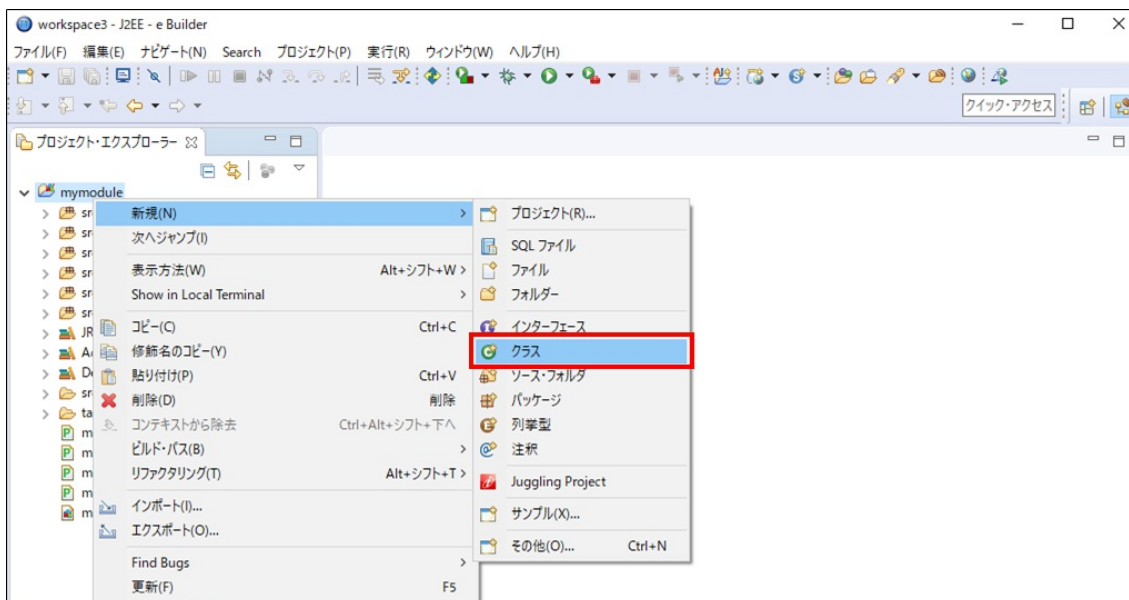 workspace3 - J2EE - e Builder
ファイル(F) 編集(E) ナビゲート(N) Search プロジェクト(P) 実行(R) ウィンドウ(W) ヘルプ(H)
クイック・アクセス
プロジェクト・エクスプローラー
mymodule
sr
sr
sr
sr
sr
sr
JR
A
D
sr
ta
m
m
m
m
m
新規(N)
次へジャンプ(I)
表示方法(W) Alt+シフト+W
Show in Local Terminal
コピー(C) Ctrl+C
修飾名のコピー(Y)
貼り付け(P) Ctrl+V
削除(D) 削除
コンテキストから除去 Ctrl+Alt+シフト+下へ
ビルド・パス(B)
リファクタリング(T) Alt+シフト+T
インポート(I)...
エクスポート(O)...
Find Bugs
更新(F) F5
プロジェクト(R)...
SQL ファイル
ファイル
フォルダー
インターフェース
クラス
ソース・フォルダ
パッケージ
列挙型
注釈
Juggling Project
サンプル(X)...
その他(O)... Ctrl+N